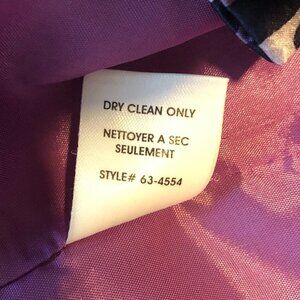 DRY CLEAN ONLY
NETTOYER A SEC
SEULEMENT
STYLE# 63-4554